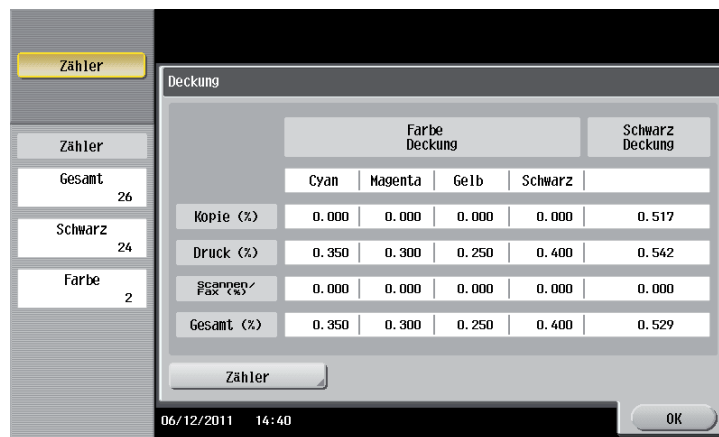 Zähler
Zähler
Gesamt
26
Schwarz
24
Farbe
2
Deckung
Farbe
Deckung
Schwarz
Deckung
Cyan Magenta Gelb Schwarz
Kopie (%) 0.000 0.000 0.000 0.000 0.517
Druck (%) 0.350 0.300 0.250 0.400 0.542
Scannen/
Fax (%) 0.000 0.000 0.000 0.000 0.000
Gesamt (%) 0.350 0.300 0.250 0.400 0.529
Zähler
06/12/2011 14:40
OK